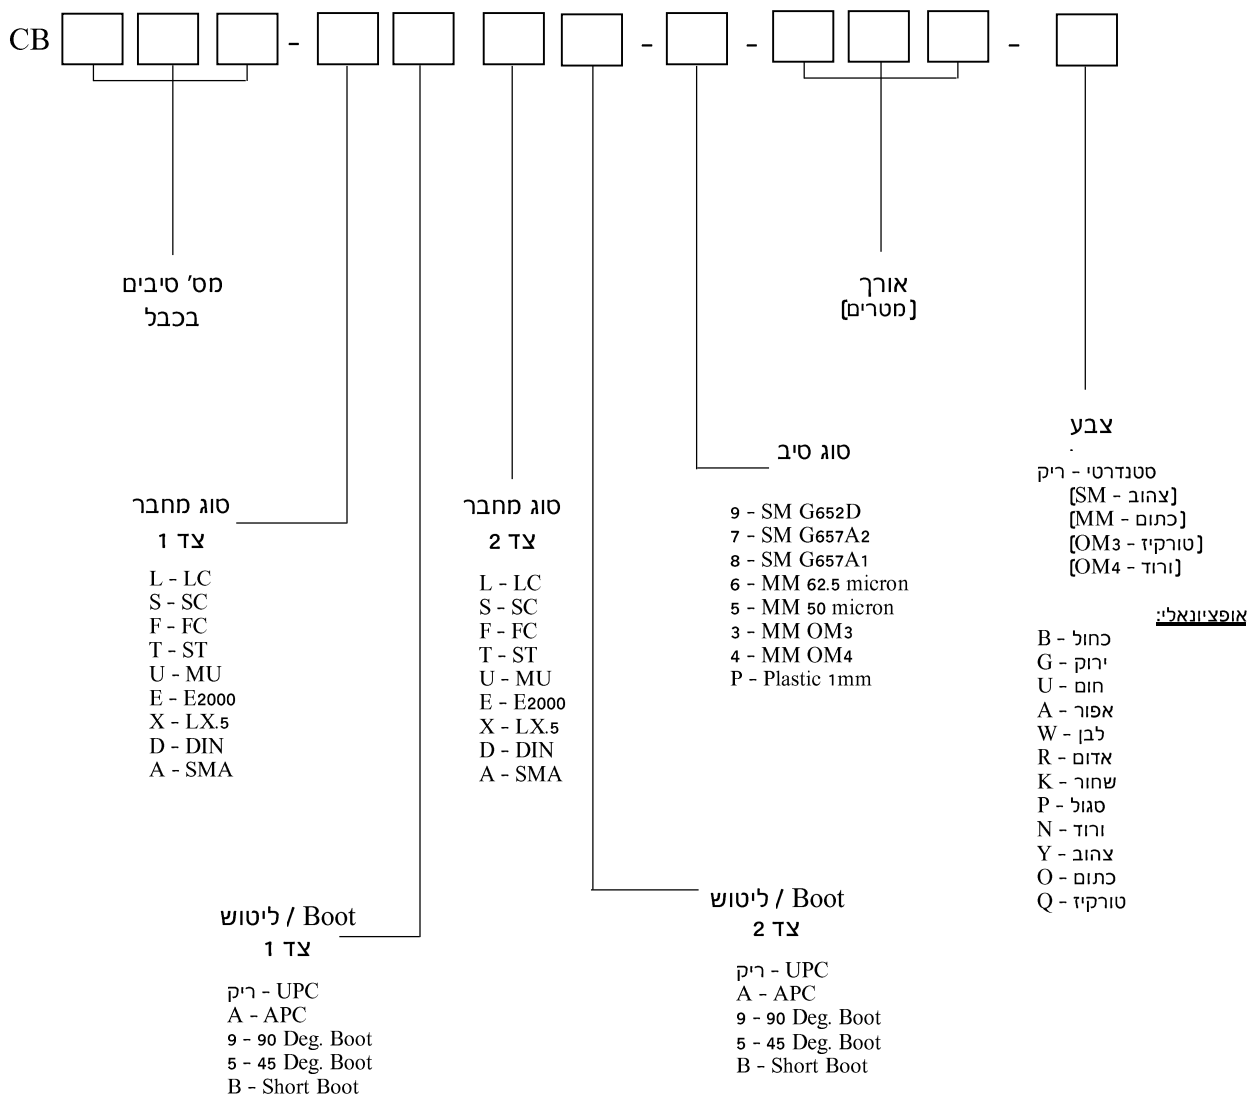 CB - - - -
מס' סיבים
בכבל
אורך
(מטרים)
סוג מחבר
צד 1
L - LC
S - SC
F - FC
T - ST
U - MU
E - E2000
X - LX.5
D - DIN
A - SMA
סוג מחבר
צד 2
L - LC
S - SC
F - FC
T - ST
U - MU
E - E2000
X - LX.5
D - DIN
A - SMA
סוג סיב
9 - SM G652D
7 - SM G657A2
8 - SM G657A1
6 - MM 62.5 micron
5 - MM 50 micron
3 - MM OM3
4 - MM OM4
P - Plastic 1mm
צבע
סטנדרטי - ריק
(צהוב - SM)
(כתום - MM)
(טורקיז - OM3)
(ורוד - OM4)
אופציונאלי:
B - כחול
G - ירוק
U - חום
A - אפור
W - לבן
R - אדום
K - שחור
P - סגול
N - ורוד
Y - צהוב
O - כתום
Q - טורקיז
ליטוש / Boot
צד 1
ריק - UPC
A - APC
9 - 90 Deg. Boot
5 - 45 Deg. Boot
B - Short Boot
ליטוש / Boot
צד 2
ריק - UPC
A - APC
9 - 90 Deg. Boot
5 - 45 Deg. Boot
B - Short Boot